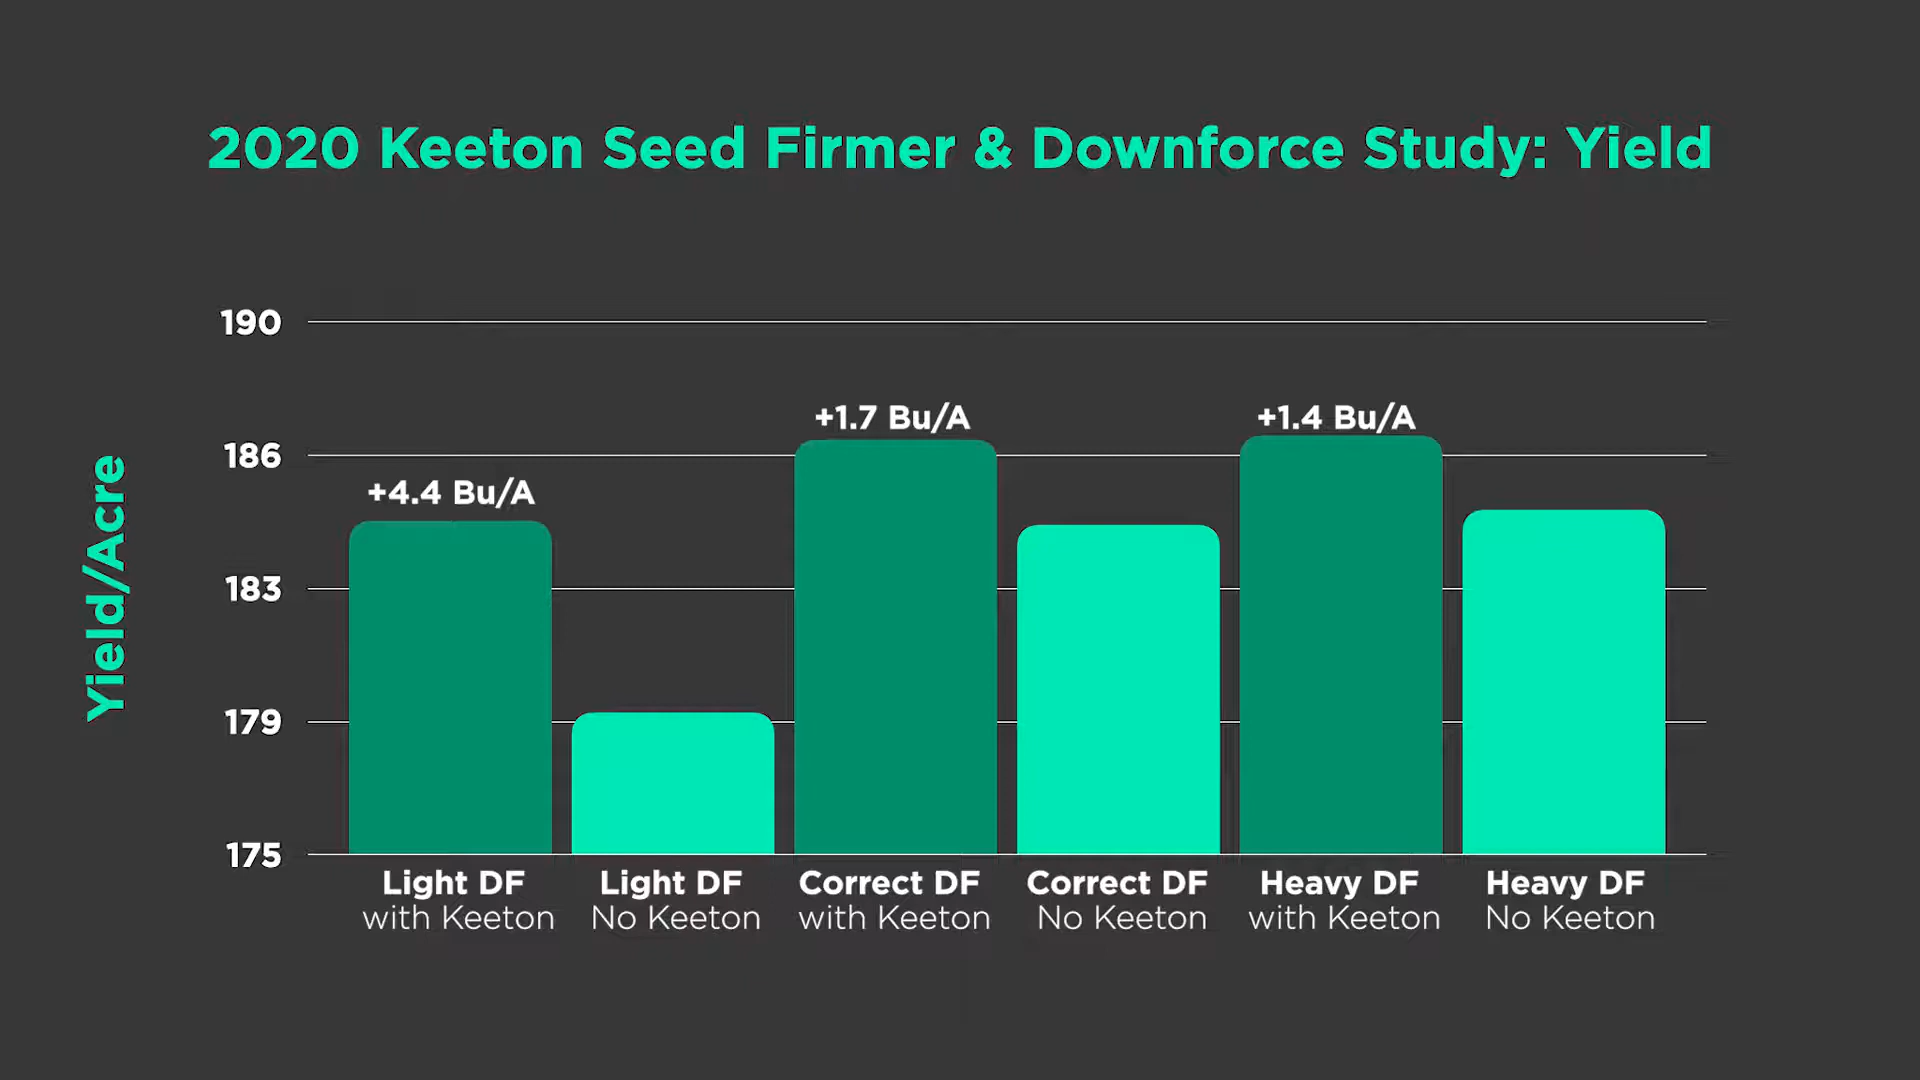 2020 Keeton Seed Firmer & Downforce Study: Yield
Yield/Acre
190
186
183
179
175
+4.4 Bu/A
+1.7 Bu/A
+1.4 Bu/A
Light DF
with Keeton
Light DF
No Keeton
Correct DF
with Keeton
Correct DF
No Keeton
Heavy DF
with Keeton
Heavy DF
No Keeton